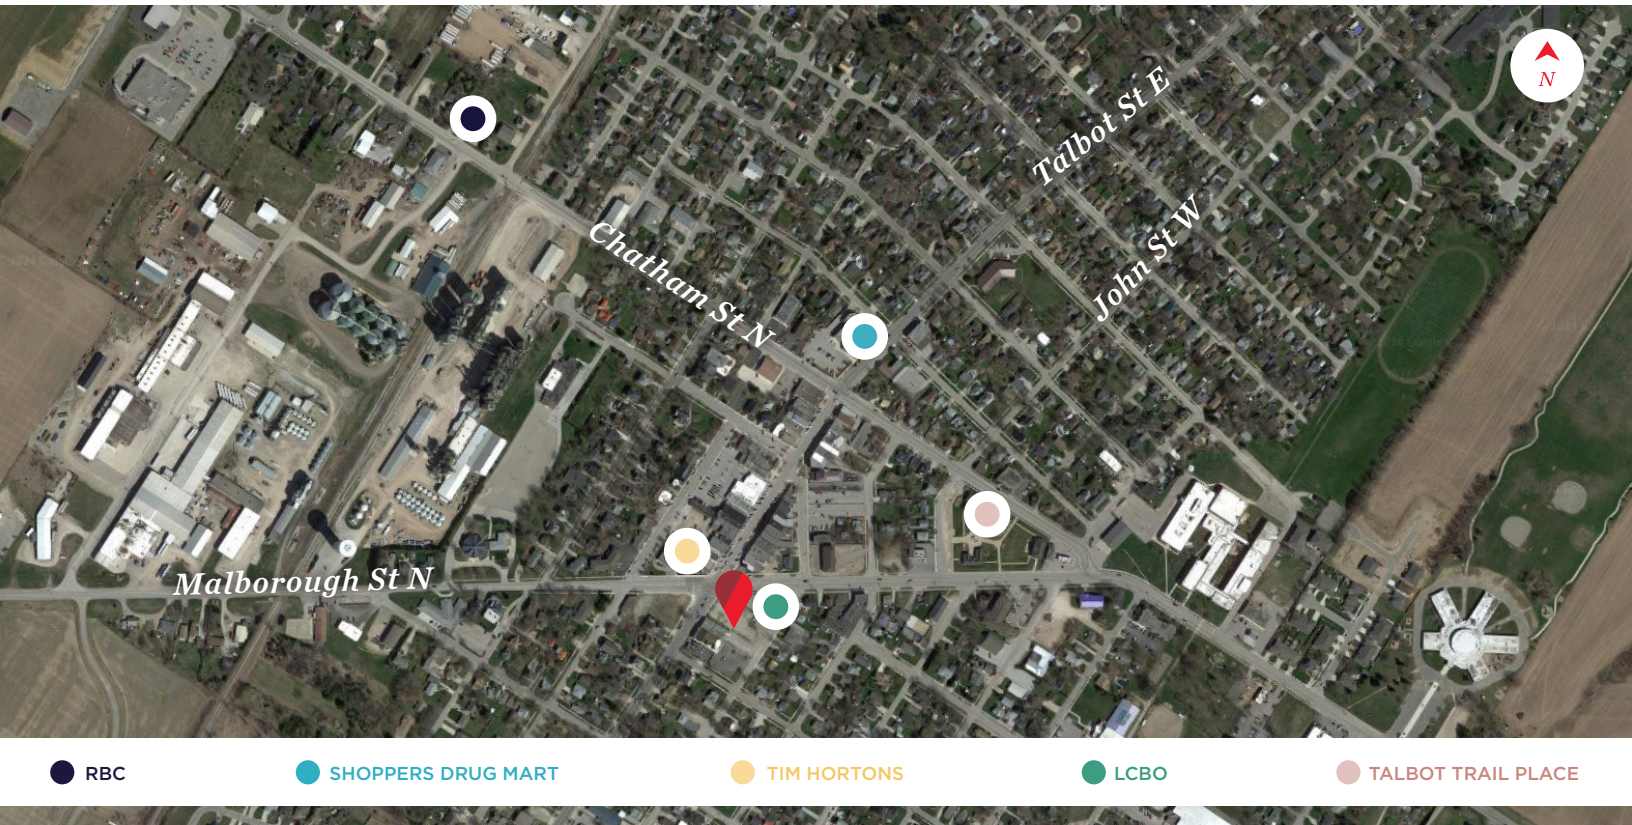 N
Talbot St E
John St W
Chatham St N
Malborough St N
RBC
SHOPPERS DRUG MART
TIM HORTONS
LCBO
TALBOT TRAIL PLACE